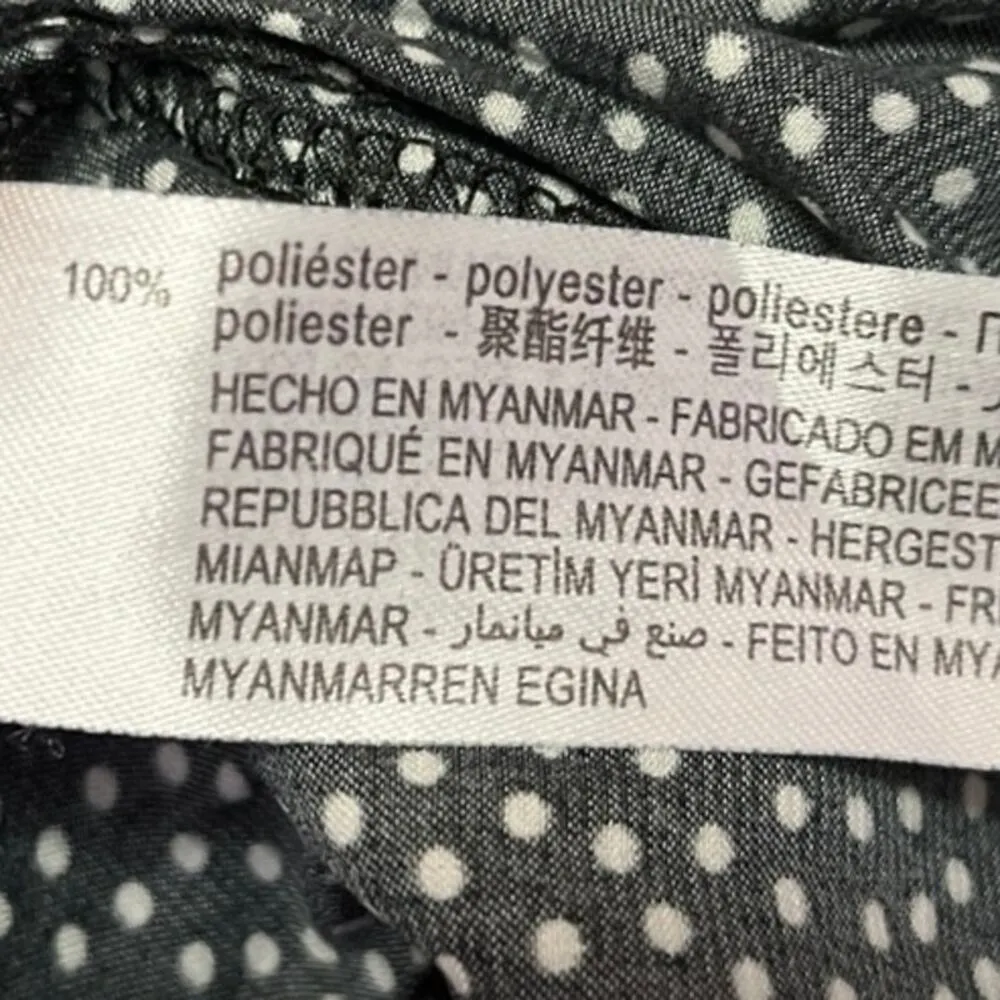 100% poliéster - polyester - poliestere -
poliester - 聚酯纤维 - 폴리에스터 -
HECHO EN MYANMAR - FABRICADO EM
FABRIQUÉ EN MYANMAR - GEFABRICEE
REPUBBLICA DEL MYANMAR - HERGEST
MIANMAP - ÜRETİM YERİ MYANMAR - FR
MYANMAR - صنع في ميانمار - FEITO EN MYA
MYANMARREN EGINA